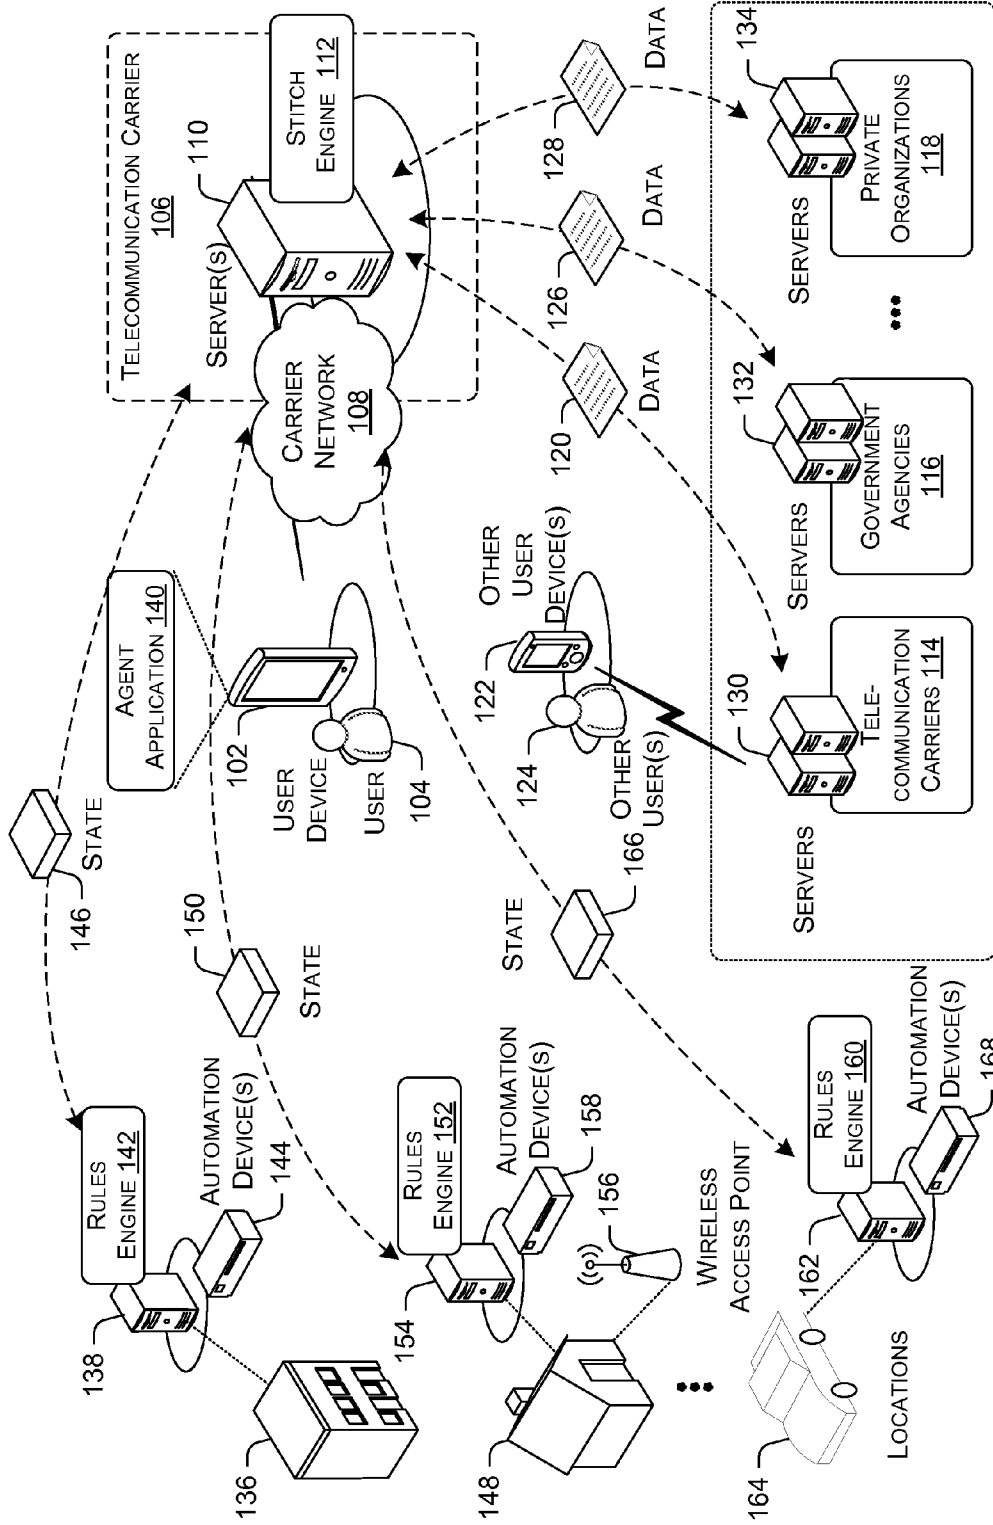 TELECOMMUNICATION CARRIER
106
SERVER(S)
110
STITCH
ENGINE 112
CARRIER
NETWORK
108
AGENT
APPLICATION 140
102
USER
DEVICE
USER
104
146
STATE
150
STATE
166
STATE
RULES
ENGINE 142
138
AUTOMATION
DEVICE(S)
144
136
RULES
ENGINE 152
154
AUTOMATION
DEVICE(S)
158
156
148
WIRELESS
ACCESS POINT
RULES
ENGINE 160
162
AUTOMATION
DEVICE(S)
168
164
LOCATIONS
122
OTHER
USER
DEVICE(S)
124
OTHER
USER(S)
120
DATA
126
DATA
128
DATA
SERVERS
130
TELE-
COMMUNICATION
CARRIERS 114
SERVERS
132
GOVERNMENT
AGENCIES
116
SERVERS
134
PRIVATE
ORGANIZATIONS
118